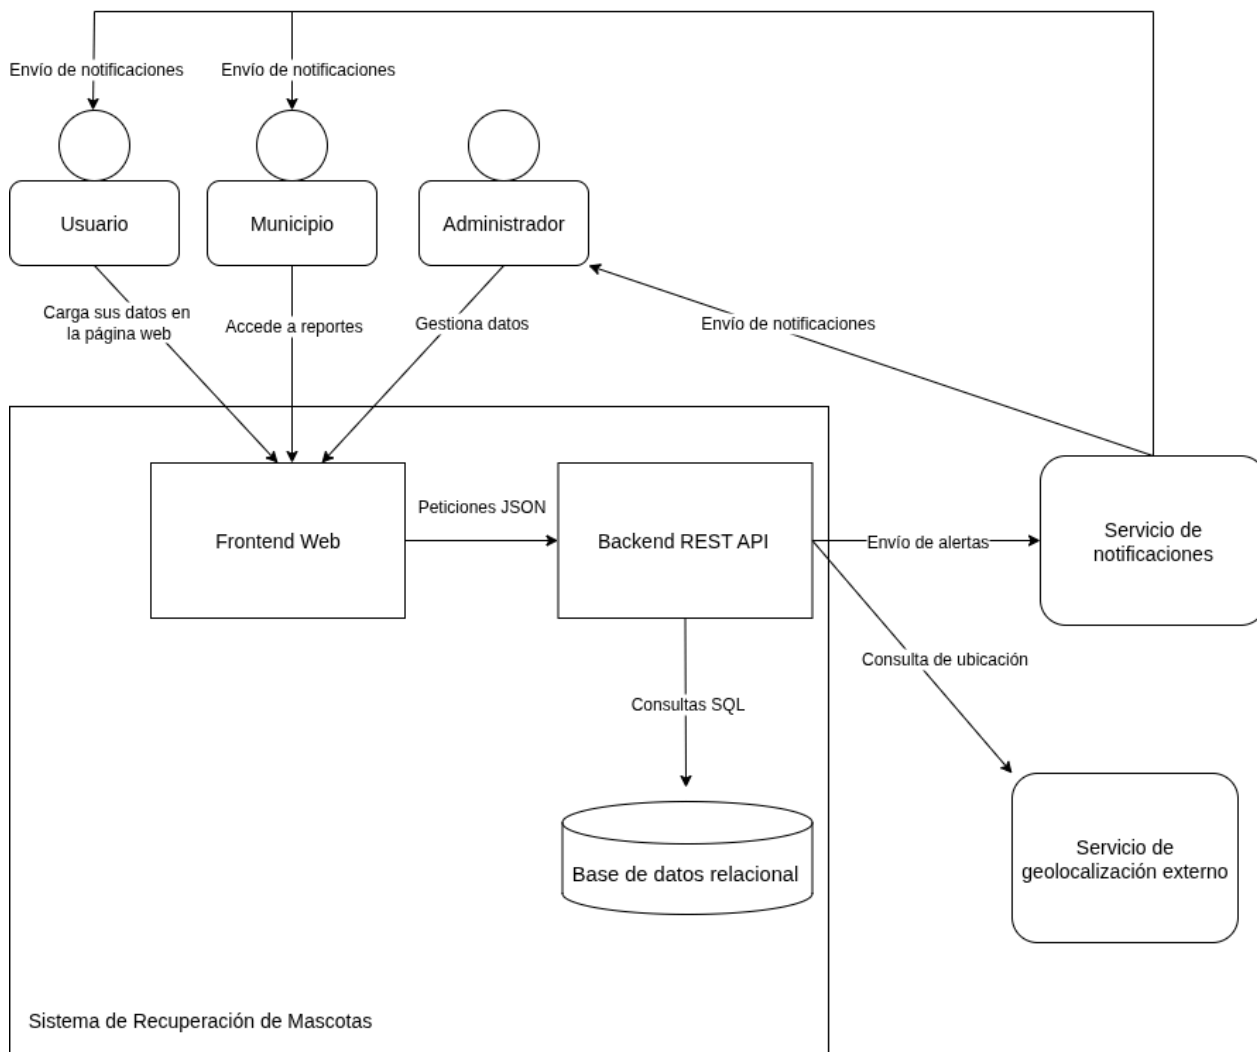 Envío de notificaciones
Envío de notificaciones
Usuario
Municipio
Administrador
Carga sus datos en
la página web
Accede a reportes
Gestiona datos
Envío de notificaciones
Frontend Web
Peticiones JSON
Backend REST API
Envío de alertas
Servicio de
notificaciones
Consulta de ubicación
Consultas SQL
Base de datos relacional
Servicio de
geolocalización externo
Sistema de Recuperación de Mascotas